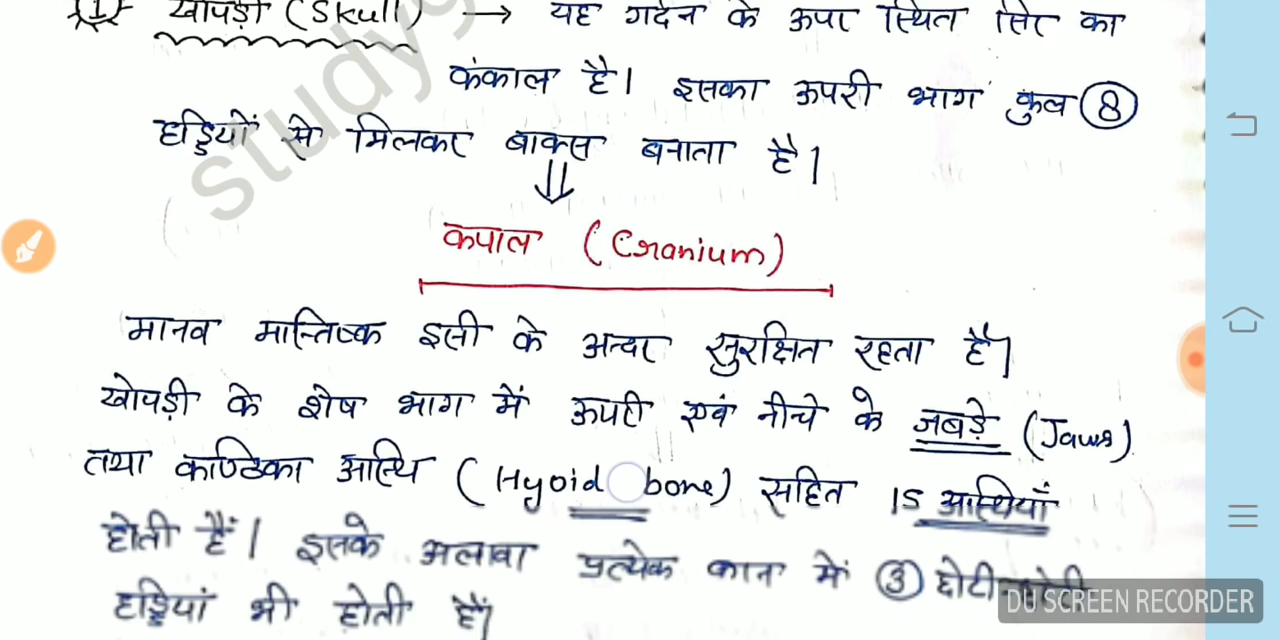 1 खोपड़ी (Skull) → यह गर्दन के ऊपर स्थित सिर का
कंकाल है। इसका ऊपरी भाग कुल 8
हड्डियों से मिलकर बाक्स बनाता है।
कपाल (Cranium)
मानव मस्तिष्क इसी के अन्दर सुरक्षित रहता है।
खोपड़ी के शेष भाग में ऊपरी एवं नीचे के जबड़े (Jaws)
तथा कण्ठिका अस्थि (Hyoid bone) सहित 15 अस्थियाँ
होती हैं। इसके अलावा प्रत्येक कान में 3 छोटी
हड्डियां भी होती हैं।
study
DU SCREEN RECORDER